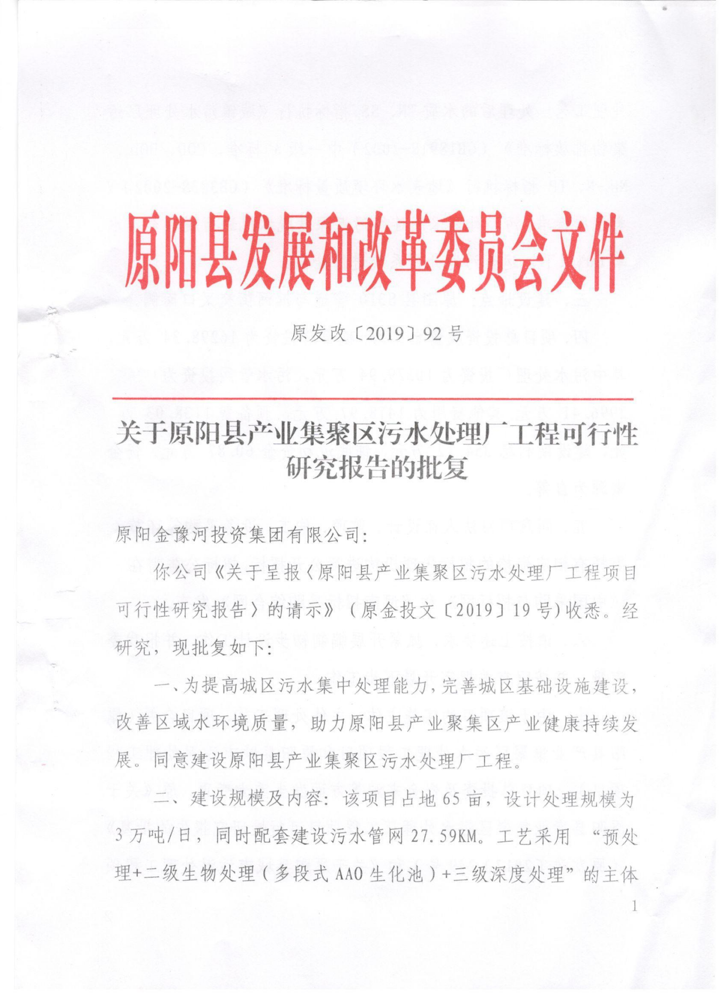 原阳县发展和改革委员会文件
原发改〔2019〕92号
关于原阳县产业集聚区污水处理厂工程可行性
研究报告的批复
原阳金豫河投资集团有限公司：
你公司《关于呈报〈原阳县产业集聚区污水处理厂工程项目
可行性研究报告〉的请示》（原金投文〔2019〕19号)收悉。经
研究，现批复如下：
一、为提高城区污水集中处理能力，完善城区基础设施建设，
改善区域水环境质量，助力原阳县产业聚集区产业健康持续发
展。同意建设原阳县产业集聚区污水处理厂工程。
二、建设规模及内容：该项目占地65亩，设计处理规模为
3万吨/日，同时配套建设污水管网27.59KM。工艺采用 “预处
理+二级生物处理（多段式AAO生化池）+三级深度处理”的主体
1